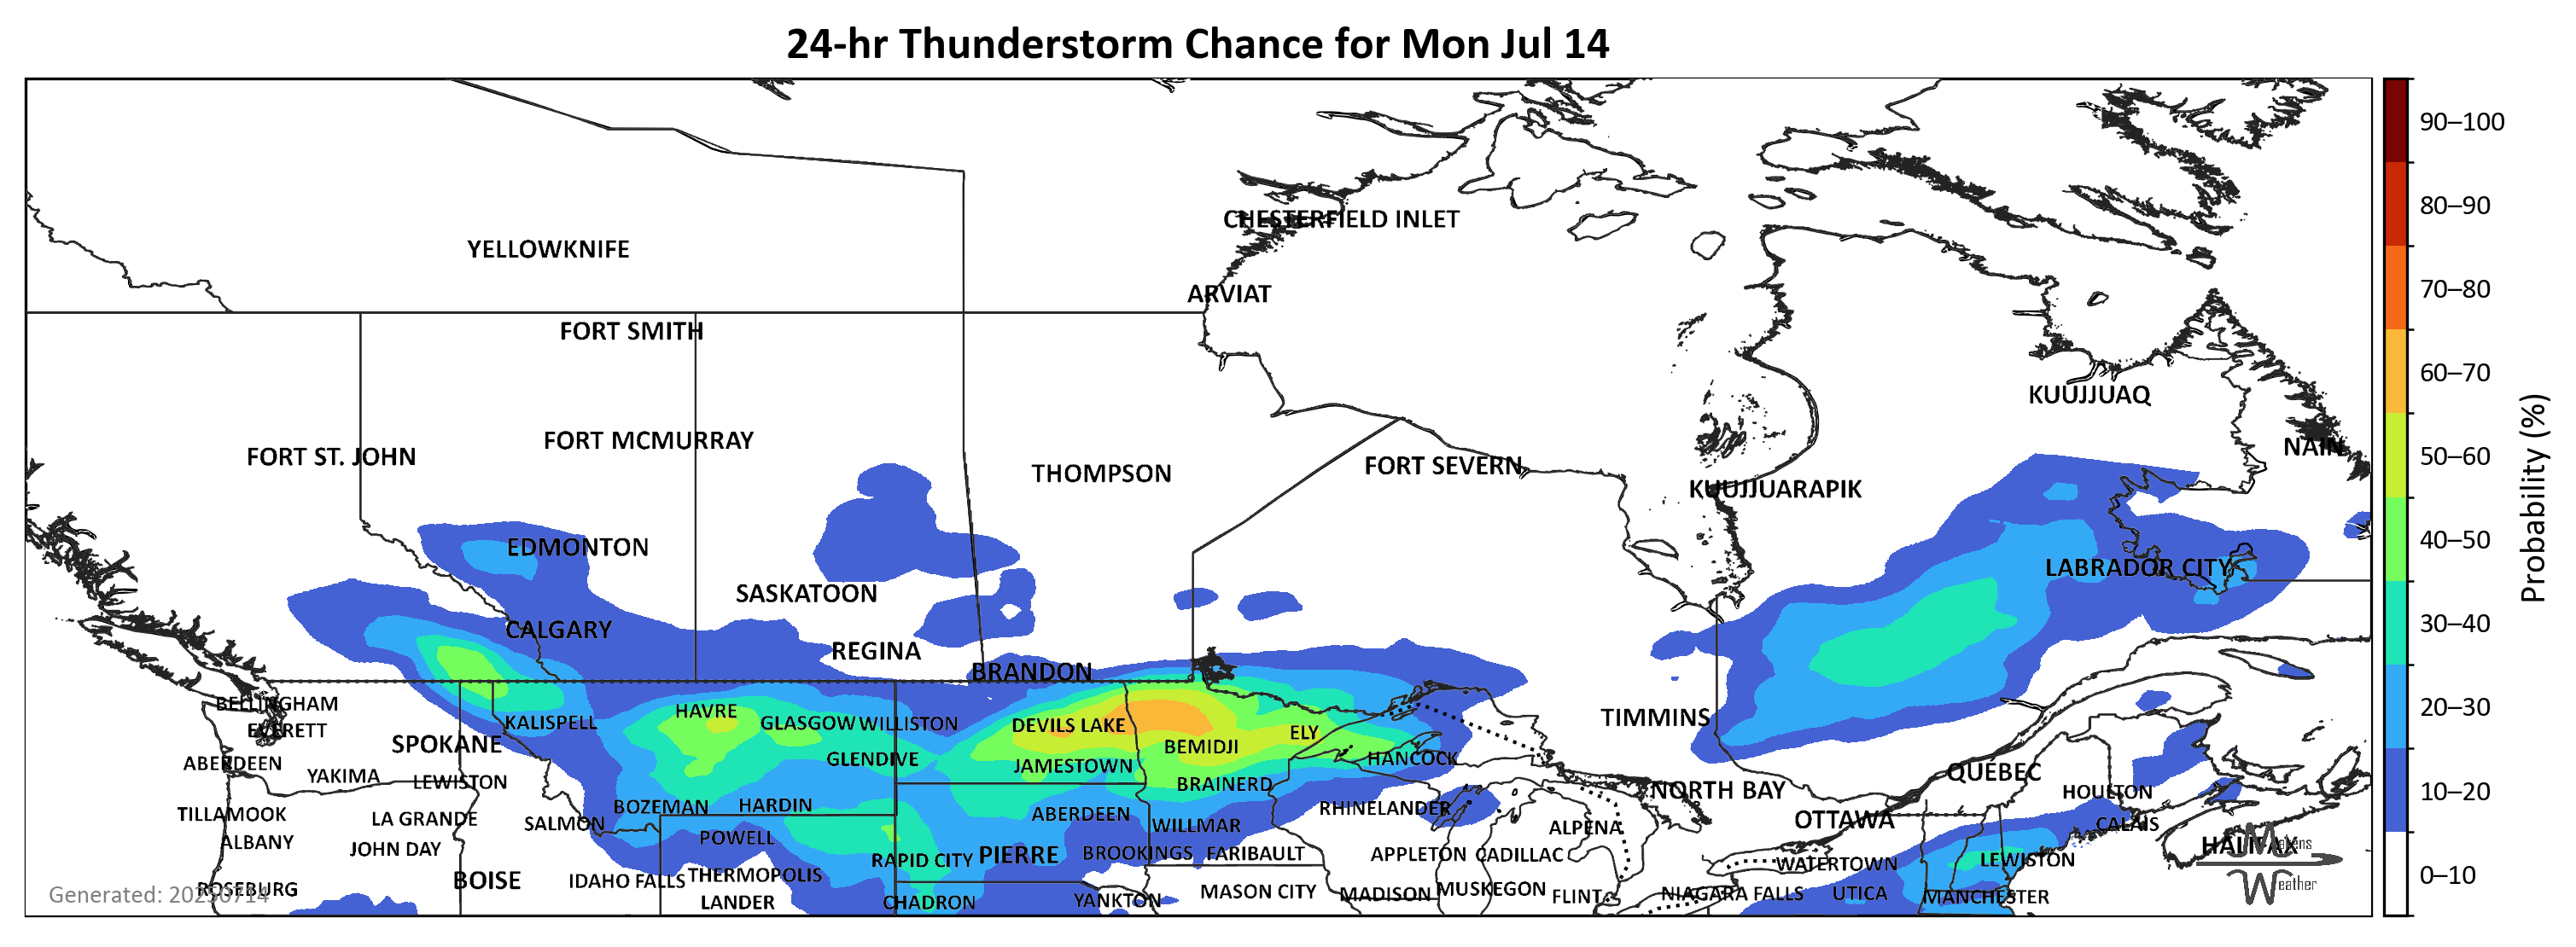 24-hr Thunderstorm Chance for Mon Jul 14
90–100
80–90
70–80
60–70
50–60
40–50
30–40
20–30
10–20
0–10
Probability (%)
CHESTERFIELD INLET
YELLOWKNIFE
ARVIAT
FORT SMITH
KUUJJUAQ
FORT MCMURRAY
NAIN
FORT ST. JOHN
FORT SEVERN
THOMPSON
KUUJJUARAPIK
EDMONTON
LABRADOR CITY
SASKATOON
CALGARY
REGINA
BRANDON
BELLINGHAM
HAVRE
TIMMINS
KALISPELL
GLASGOW
WILLISTON
DEVILS LAKE
EVERETT
ELY
SPOKANE
BEMIDJI
GLENDIVE
HANCOCK
ABERDEEN
JAMESTOWN
QUÉBEC
YAKIMA
LEWISTON
BRAINERD
NORTH BAY
HOULTON
BOZEMAN
HARDIN
RHINELANDER
TILLAMOOK
LA GRANDE
SALMON
ABERDEEN
WILLMAR
ALPENA
OTTAWA
CALAIS
ALBANY
POWELL
HALIFAX
JOHN DAY
RAPID CITY
PIERRE
BROOKINGS
FARIBAULT
APPLETON
CADILLAC
WATERTOWN
LEWISTON
BOISE
IDAHO FALLS
THERMOPOLIS
ROSEBURG
MASON CITY
MADISON
MUSKEGON
FLINT
NIAGARA FALLS
UTICA
MANCHESTER
LANDER
CHADRON
YANKTON
Generated: 20250714
Weather